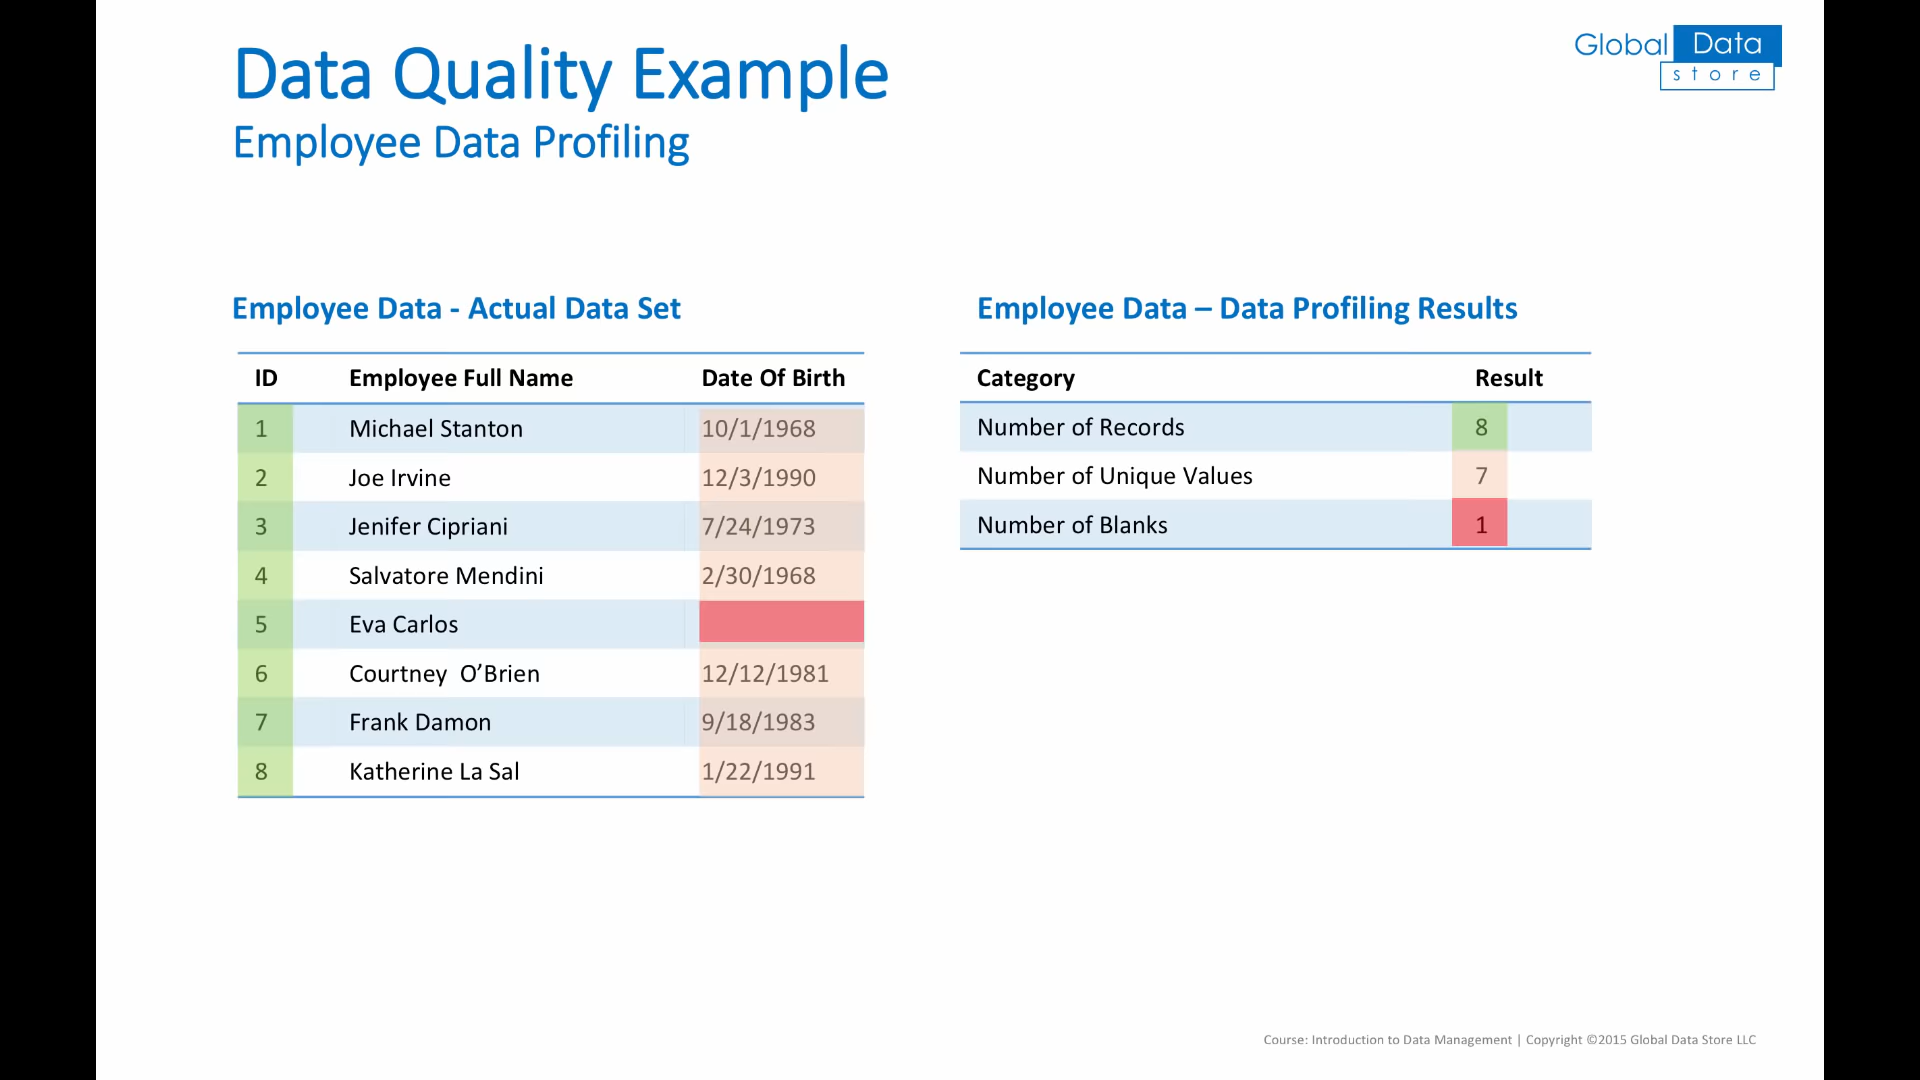 Global Data
store
Data Quality Example
Employee Data Profiling
Employee Data - Actual Data Set
ID Employee Full Name Date Of Birth
1 Michael Stanton 10/1/1968
2 Joe Irvine 12/3/1990
3 Jenifer Cipriani 7/24/1973
4 Salvatore Mendini 2/30/1968
5 Eva Carlos
6 Courtney  O’Brien 12/12/1981
7 Frank Damon 9/18/1983
8 Katherine La Sal 1/22/1991
Employee Data – Data Profiling Results
Category Result
Number of Records 8
Number of Unique Values 7
Number of Blanks 1
Course: Introduction to Data Management | Copyright ©2015 Global Data Store LLC